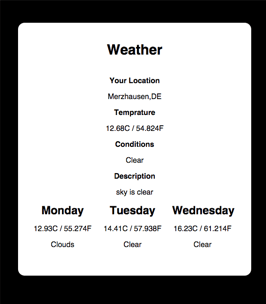 Weather
Your Location
Merzhausen,DE
Temprature
12.68C / 54.824F
Conditions
Clear
Description
sky is clear
Monday Tuesday Wednesday
12.93C / 55.274F 14.41C / 57.938F 16.23C / 61.214F
Clouds Clear Clear